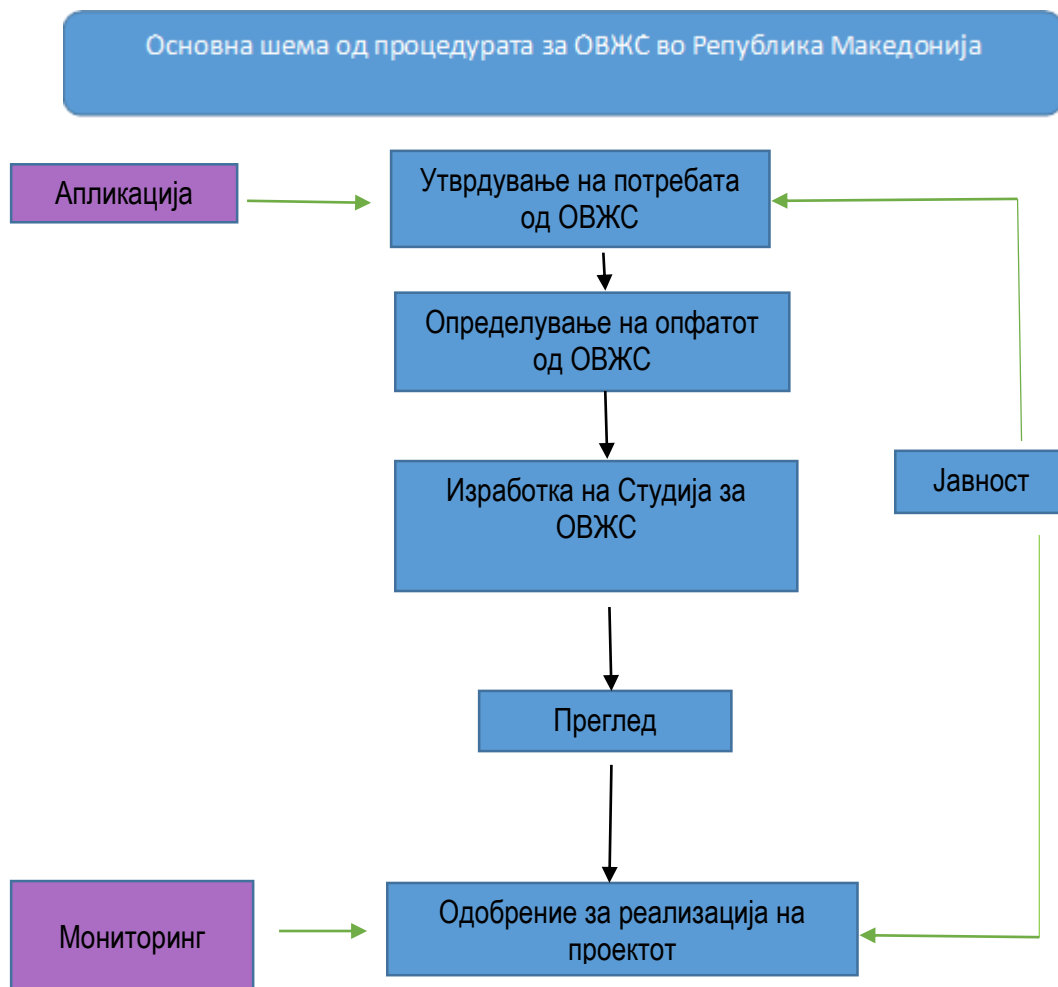 Основна шема од процедурата за ОВЖС во Република Македонија
Апликација
Утврдување на потребата
од ОВЖС
Определување на опфатот
од ОВЖС
Изработка на Студија за
ОВЖС
Јавност
Преглед
Мониторинг
Одобрение за реализација на
проектот